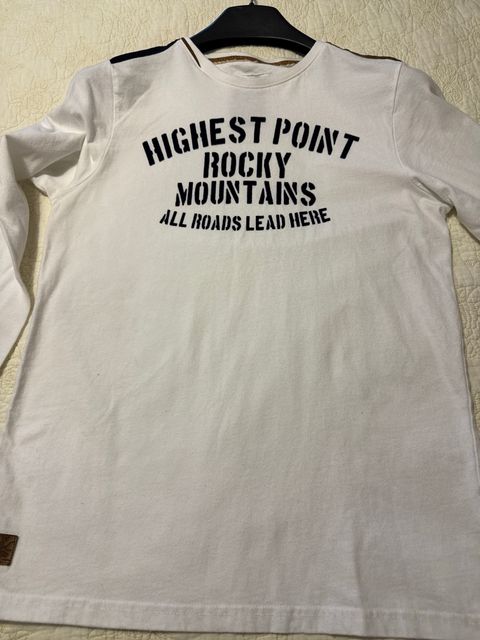 HIGHEST POINT
ROCKY
MOUNTAINS
ALL ROADS LEAD HERE